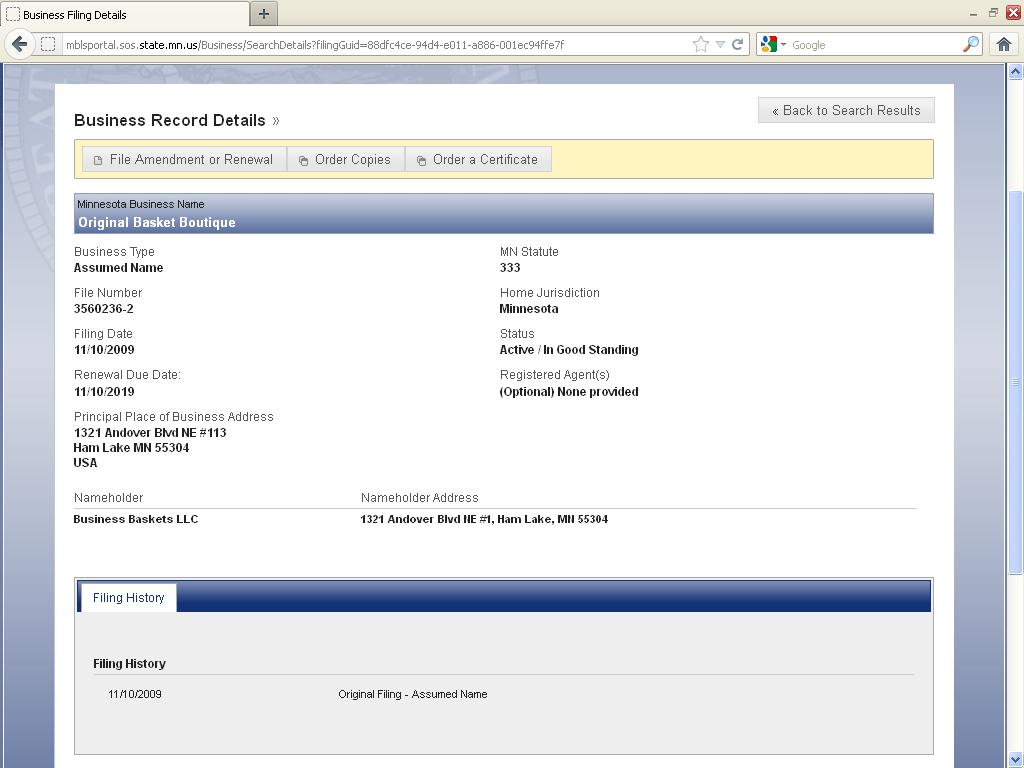 Business Filing Details
mblsportal.sos.state.mn.us/Business/SearchDetails?filingGuid=88dfc4ce-94d4-e011-a886-001ec94ffe7f
Google
« Back to Search Results
Business Record Details »
File Amendment or Renewal Order Copies Order a Certificate
Minnesota Business Name
Original Basket Boutique
Business Type MN Statute
Assumed Name 333
File Number Home Jurisdiction
3560236-2 Minnesota
Filing Date Status
11/10/2009 Active / In Good Standing
Renewal Due Date: Registered Agent(s)
11/10/2019 (Optional) None provided
Principal Place of Business Address
1321 Andover Blvd NE #113
Ham Lake MN 55304
USA
Nameholder Nameholder Address
Business Baskets LLC 1321 Andover Blvd NE #1, Ham Lake, MN 55304
Filing History
Filing History
11/10/2009 Original Filing - Assumed Name